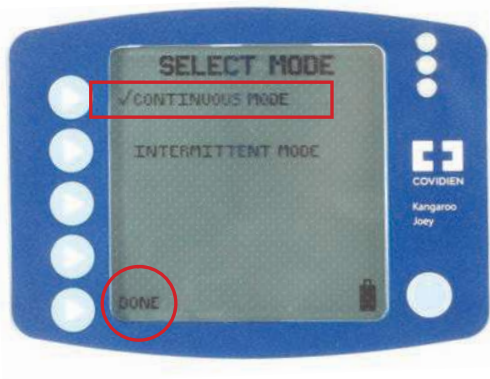 SELECT MODE
✓CONTINUOUS MODE
INTERMITTENT MODE
COVIDIEN
Kangaroo
Joey
DONE